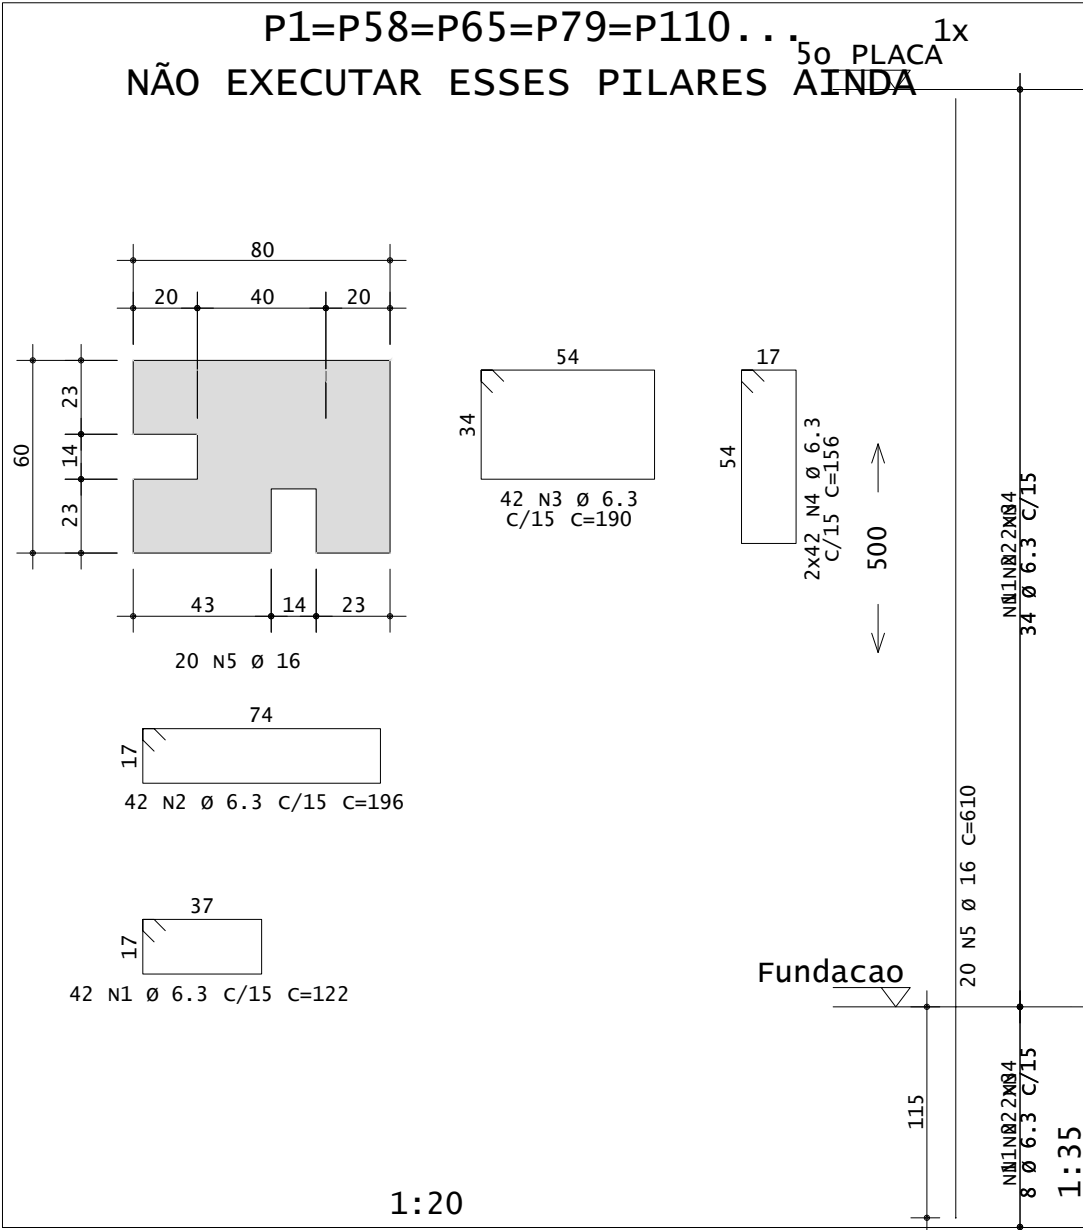 P1=P58=P65=P79=P110...
1x
5o PLACA
NÃO EXECUTAR ESSES PILARES AINDA
80
20
40
20
23
14
23
60
43
14
23
20 N5 Ø 16
54
34
42 N3 Ø 6.3
C/15 C=190
17
54
2x42 N4 Ø 6.3
C/15 C=156
500
34 Ø 6.3 C/15
74
17
42 N2 Ø 6.3 C/15 C=196
20 N5 Ø 16 C=610
37
17
42 N1 Ø 6.3 C/15 C=122
Fundacao
115
8 Ø 6.3 C/15
1:35
1:20